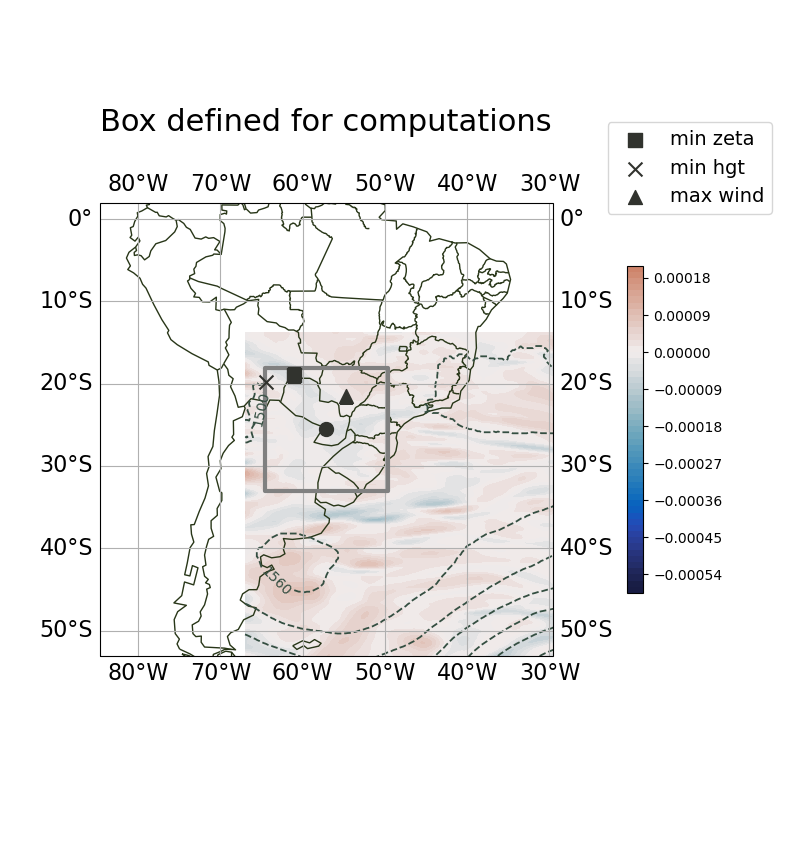 Box defined for computations
min zeta
min hgt
max wind
80°W 70°W 60°W 50°W 40°W 30°W
0° 0°
10°S 10°S
20°S 20°S
30°S 30°S
40°S 40°S
50°S 50°S
1500
1560
80°W 70°W 60°W 50°W 40°W 30°W
0.00018
0.00009
0.00000
−0.00009
−0.00018
−0.00027
−0.00036
−0.00045
−0.00054